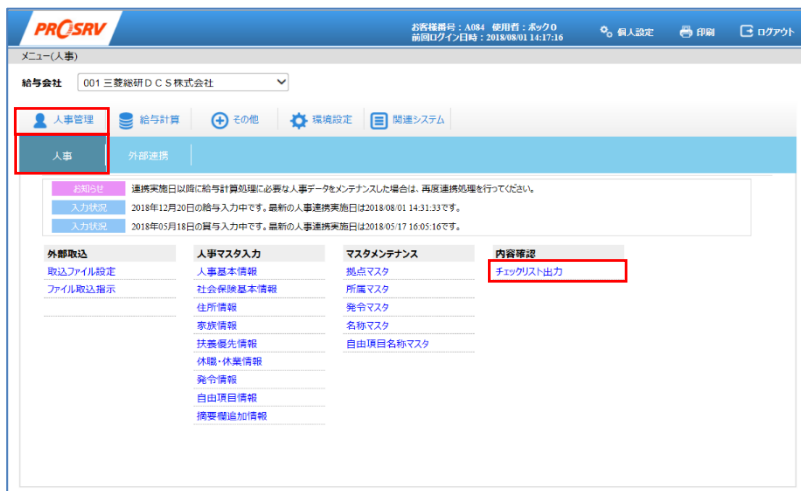 PROSRV
お客様番号：A084 使用者：ボック０
前回ログイン日時：2018/08/01 14:17:16
個人設定
印刷
ログアウト
メニュー(人事)
給与会社
001 三菱総研ＤＣＳ株式会社
人事管理
給与計算
その他
環境設定
関連システム
人事
外部連携
お知らせ 連携実施日以降に給与計算処理に必要な人事データをメンテナンスした場合は、再度連携処理を行ってください。
入力状況 2018年12月20日の給与入力中です。最新の人事連携実施日は2018/08/01 14:31:33です。
入力状況 2018年05月18日の賞与入力中です。最新の人事連携実施日は2018/05/17 16:05:16です。
外部取込
取込ファイル設定
ファイル取込指示
人事マスタ入力
人事基本情報
社会保険基本情報
住所情報
家族情報
扶養優先情報
休職・休業情報
発令情報
自由項目情報
摘要欄追加情報
マスタメンテナンス
拠点マスタ
所属マスタ
発令マスタ
名称マスタ
自由項目名称マスタ
内容確認
チェックリスト出力